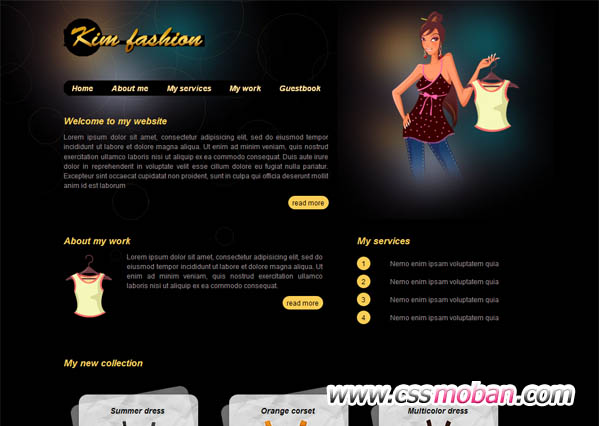 Kim fashion
Home About me My services My work Guestbook
Welcome to my website
Lorem ipsum dolor sit amet, consectetur adipisicing elit, sed do eiusmod tempor
incididunt ut labore et dolore magna aliqua. Ut enim ad minim veniam, quis nostrud
exercitation ullamco laboris nisi ut aliquip ex ea commodo consequat. Duis aute irure
dolor in reprehenderit in voluptate velit esse cillum dolore eu fugiat nulla pariatur.
Excepteur sint occaecat cupidatat non proident, sunt in culpa qui officia deserunt mollit
anim id est laborum
read more
About my work
Lorem ipsum dolor sit amet, consectetur adipisicing elit, sed do
eiusmod tempor incididunt ut labore et dolore magna aliqua. Ut
enim ad minim veniam, quis nostrud exercitation ullamco
laboris nisi ut aliquip ex ea commodo consequat.
read more
My services
1 Nemo enim ipsam voluptatem quia
2 Nemo enim ipsam voluptatem quia
3 Nemo enim ipsam voluptatem quia
4 Nemo enim ipsam voluptatem quia
My new collection
Summer dress Orange corset Multicolor dress
www.cssmoban.com